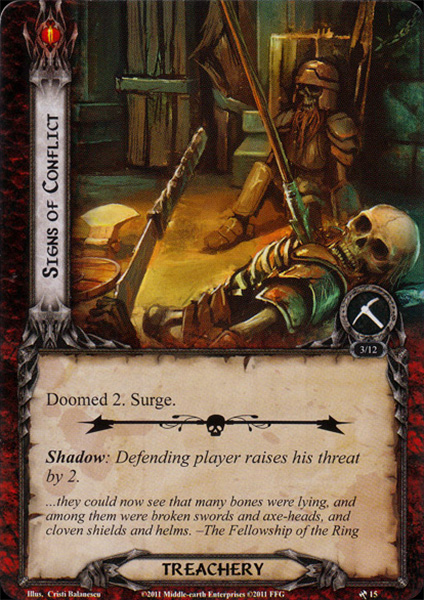 Signs of Conflict
3/12
Doomed 2. Surge.
Shadow: Defending player raises his threat
by 2.
...they could now see that many bones were lying, and
among them were broken swords and axe-heads, and
cloven shields and helms. –The Fellowship of the Ring
TREACHERY
Illus. Cristi Balanescu ©2011 Middle-earth Enterprises ©2011 FFG 15